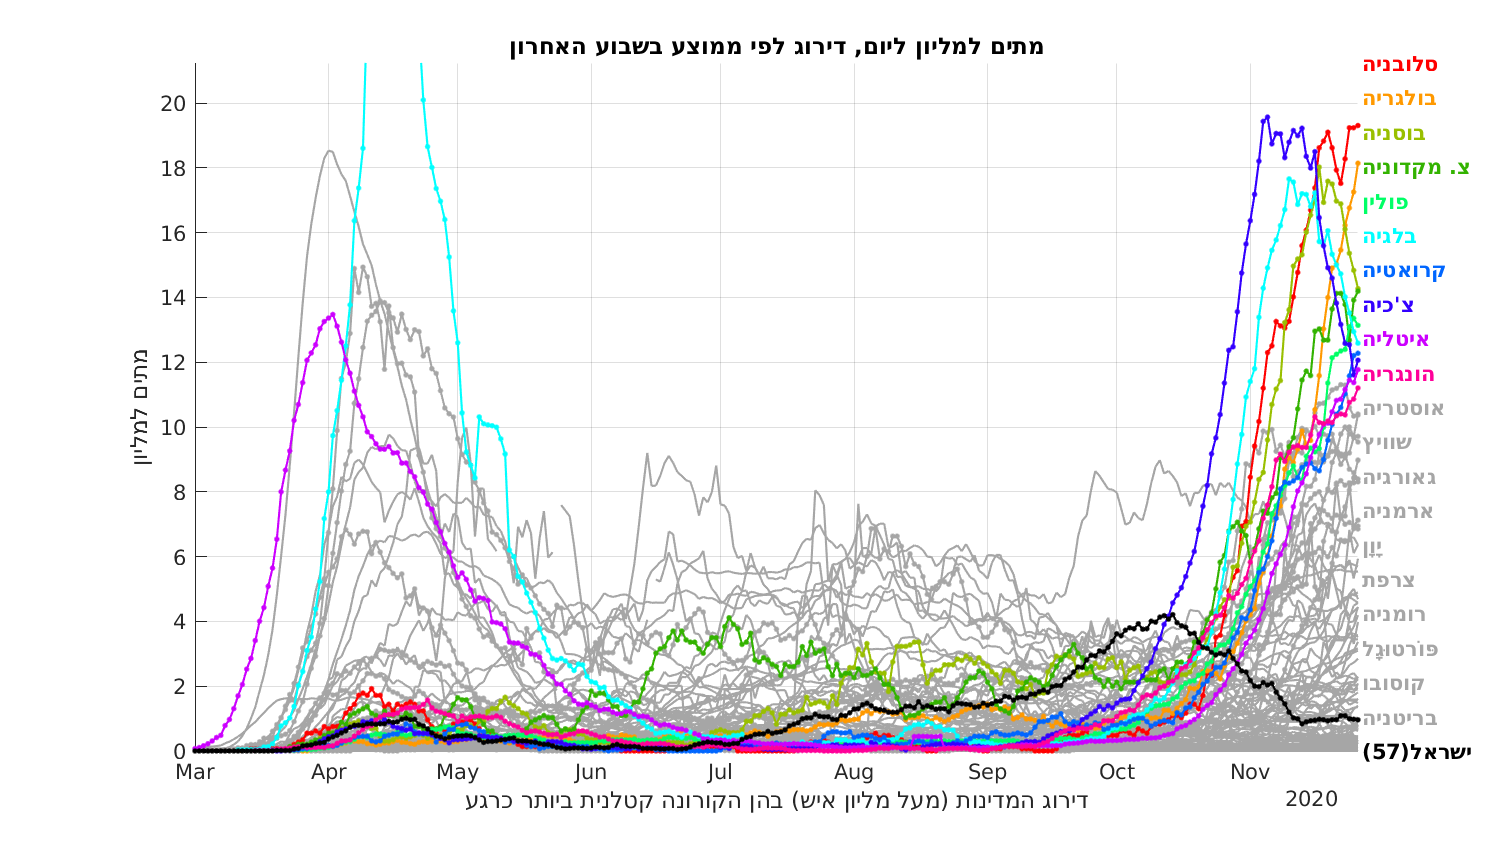 מתים למליון ליום, דירוג לפי ממוצע בשבוע האחרון
מתים למליון
20
18
16
14
12
10
8
6
4
2
0
Mar Apr May Jun Jul Aug Sep Oct Nov
2020
דירוג המדינות (מעל מליון איש) בהן הקורונה קטלנית ביותר כרגע
סלובניה
בולגריה
בוסניה
צ. מקדוניה
פולין
בלגיה
קרואטיה
צ'כיה
איטליה
הונגריה
אוסטריה
שוויץ
גאורגיה
ארמניה
יָוָן
צרפת
רומניה
פּוֹרטוּגָל
קוסובו
בריטניה
ישראל(57)